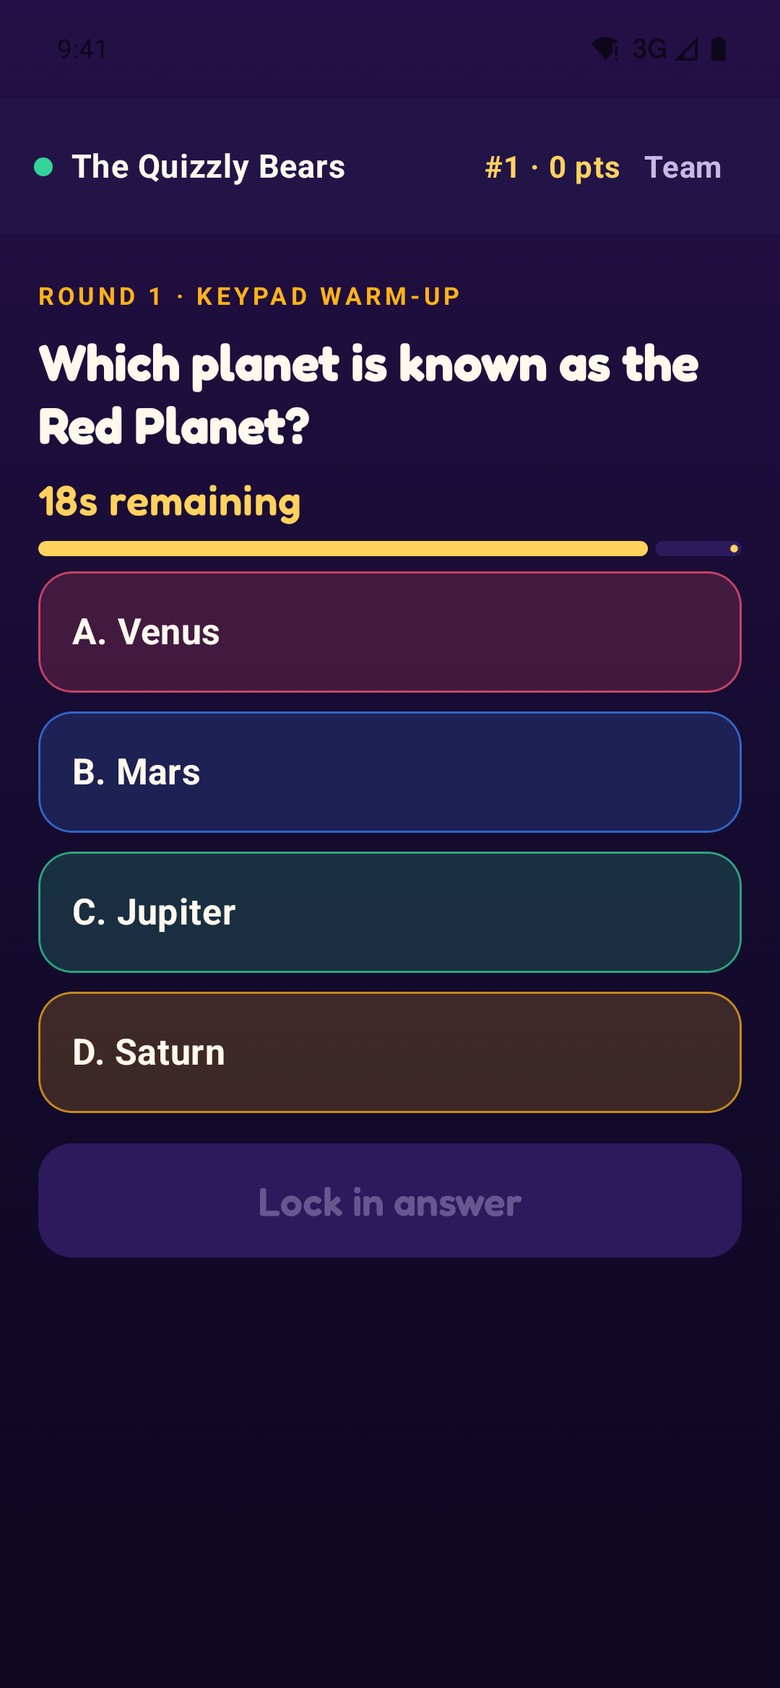 9:41
3G
The Quizzly Bears
#1 · 0 pts
Team
ROUND 1 · KEYPAD WARM-UP
Which planet is known as the
Red Planet?
18s remaining
A. Venus
B. Mars
C. Jupiter
D. Saturn
Lock in answer